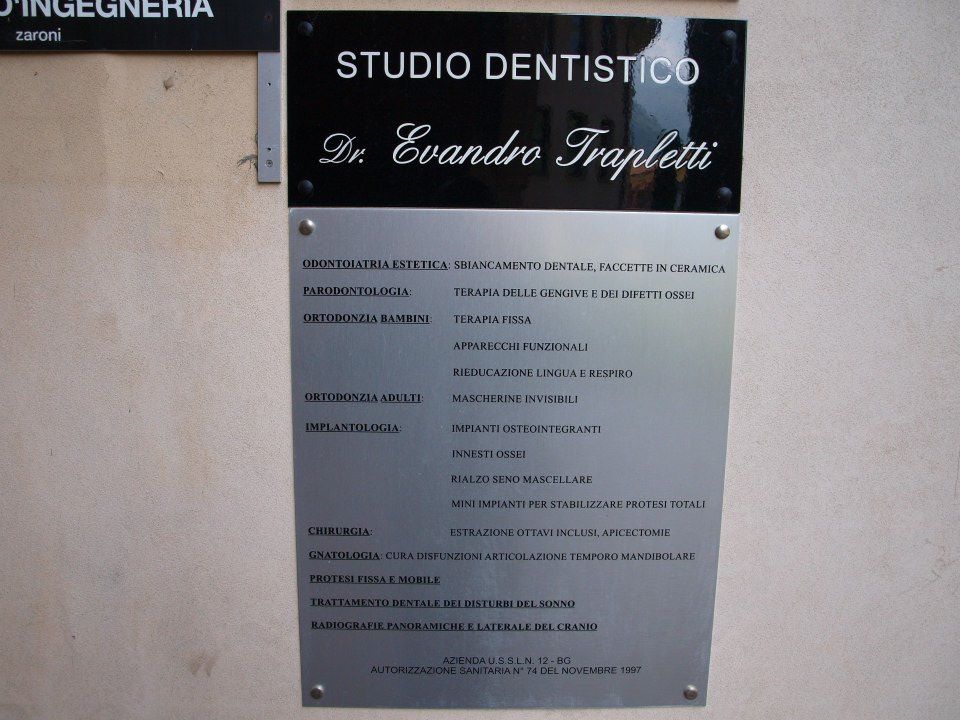 D'INGEGNERIA
zaroni
STUDIO DENTISTICO
Dr. Evandro Trapletti
ODONTOIATRIA ESTETICA: SBIANCAMENTO DENTALE, FACCETTE IN CERAMICA
PARODONTOLOGIA: TERAPIA DELLE GENGIVE E DEI DIFETTI OSSEI
ORTODONZIA BAMBINI: TERAPIA FISSA
APPARECCHI FUNZIONALI
RIEDUCAZIONE LINGUA E RESPIRO
ORTODONZIA ADULTI: MASCHERINE INVISIBILI
IMPLANTOLOGIA: IMPIANTI OSTEOINTEGRANTI
INNESTI OSSEI
RIALZO SENO MASCELLARE
MINI IMPIANTI PER STABILIZZARE PROTESI TOTALI
CHIRURGIA: ESTRAZIONE OTTAVI INCLUSI, APICECTOMIE
GNATOLOGIA: CURA DISFUNZIONI ARTICOLAZIONE TEMPORO MANDIBOLARE
PROTESI FISSA E MOBILE
TRATTAMENTO DENTALE DEI DISTURBI DEL SONNO
RADIOGRAFIE PANORAMICHE E LATERALE DEL CRANIO
AZIENDA U.S.S.L.N. 12 - BG
AUTORIZZAZIONE SANITARIA N° 74 DEL NOVEMBRE 1997